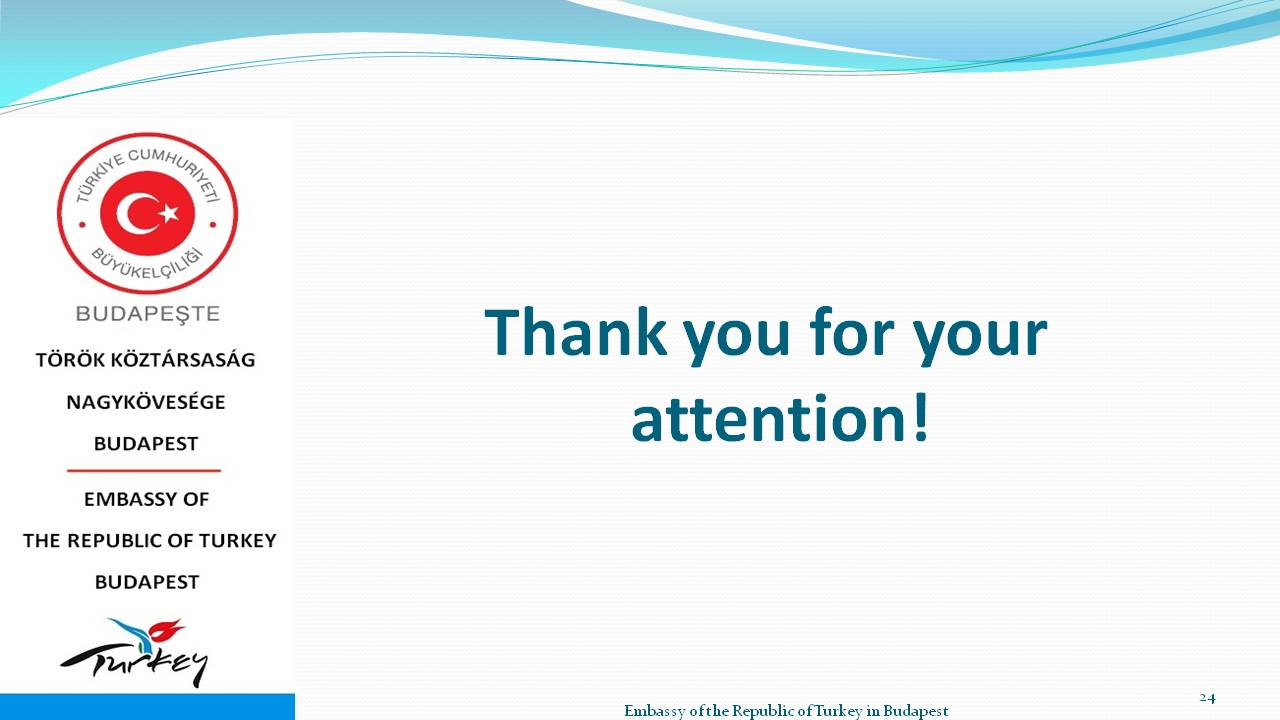 TÜRKİYE CUMHURİYETİ
BÜYÜKELÇİLİĞİ
BUDAPEŞTE
TÖRÖK KÖZTÁRSASÁG
NAGYKÖVESÉGE
BUDAPEST
EMBASSY OF
THE REPUBLIC OF TURKEY
BUDAPEST
Turkey
Thank you for your
attention!
Embassy of the Republic of Turkey in Budapest
24